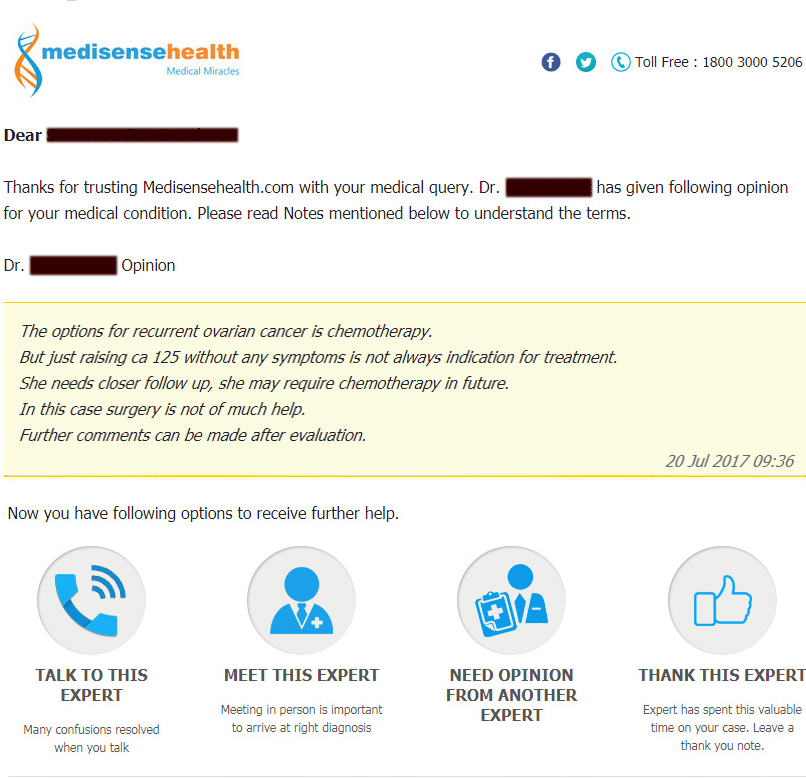 medisensehealth
Medical Miracles
Toll Free : 1800 3000 5206
Dear
Thanks for trusting Medisensehealth.com with your medical query. Dr. has given following opinion
for your medical condition. Please read Notes mentioned below to understand the terms.
Dr. Opinion
The options for recurrent ovarian cancer is chemotherapy.
But just raising ca 125 without any symptoms is not always indication for treatment.
She needs closer follow up, she may require chemotherapy in future.
In this case surgery is not of much help.
Further comments can be made after evaluation.
20 Jul 2017 09:36
Now you have following options to receive further help.
TALK TO THIS
EXPERT
Many confusions resolved
when you talk
MEET THIS EXPERT
Meeting in person is important
to arrive at right diagnosis
NEED OPINION
FROM ANOTHER
EXPERT
THANK THIS EXPERT
Expert has spent this valuable
time on your case. Leave a
thank you note.